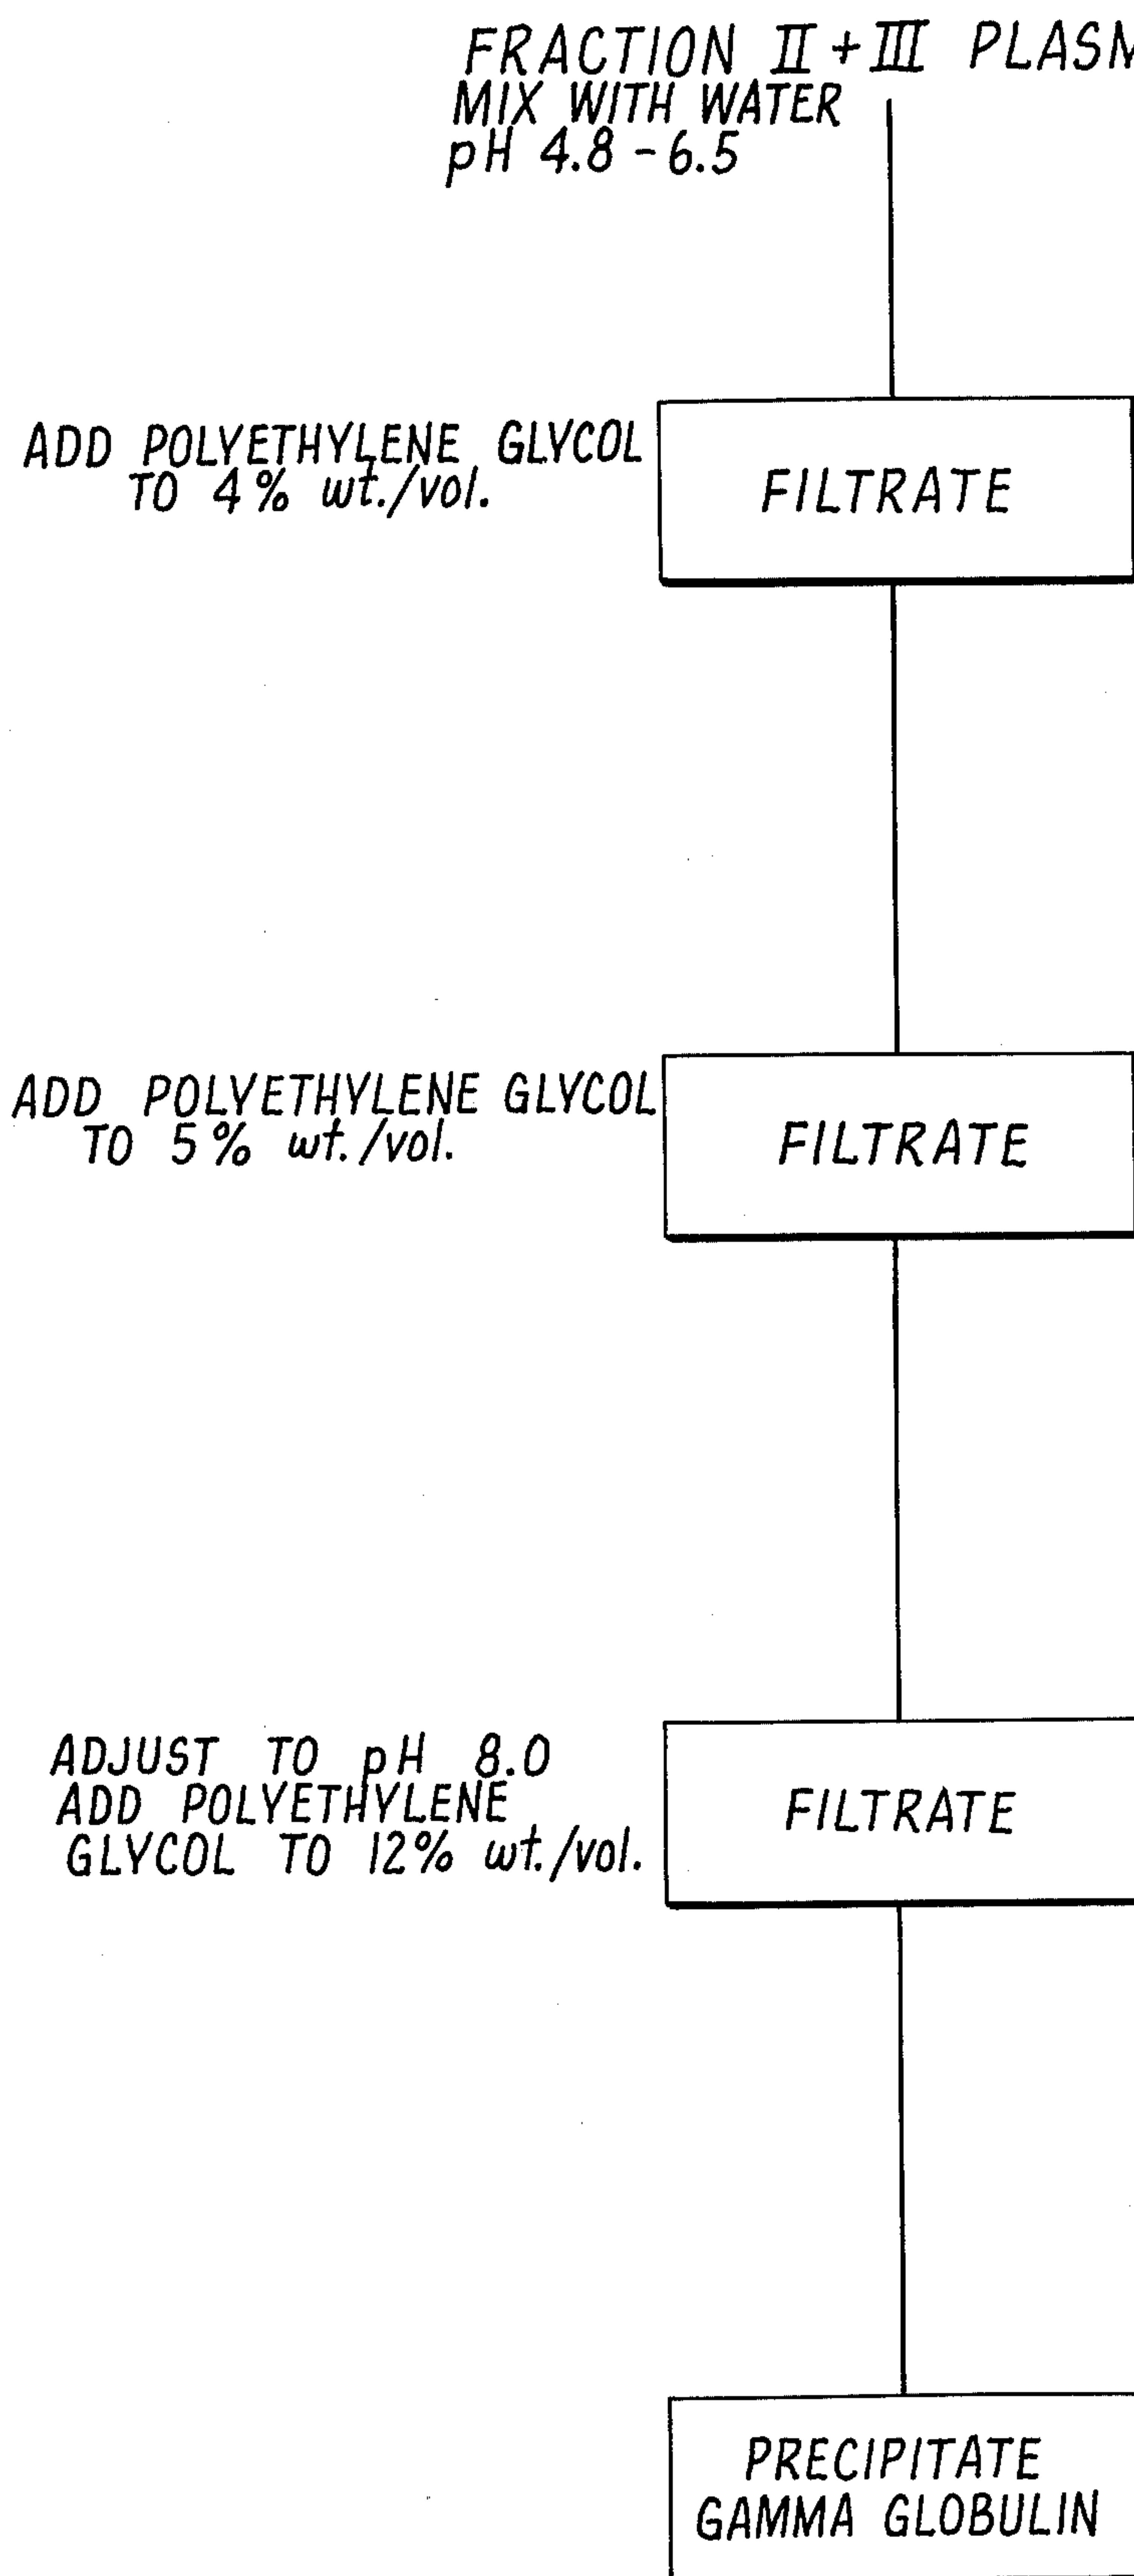 FRACTION II + III PLASM
MIX WITH WATER
pH 4.8 - 6.5
ADD POLYETHYLENE GLYCOL
TO 4% wt./vol.
FILTRATE
ADD POLYETHYLENE GLYCOL
TO 5% wt./vol.
FILTRATE
ADJUST TO pH 8.0
ADD POLYETHYLENE
GLYCOL TO 12% wt./vol.
FILTRATE
PRECIPITATE
GAMMA GLOBULIN